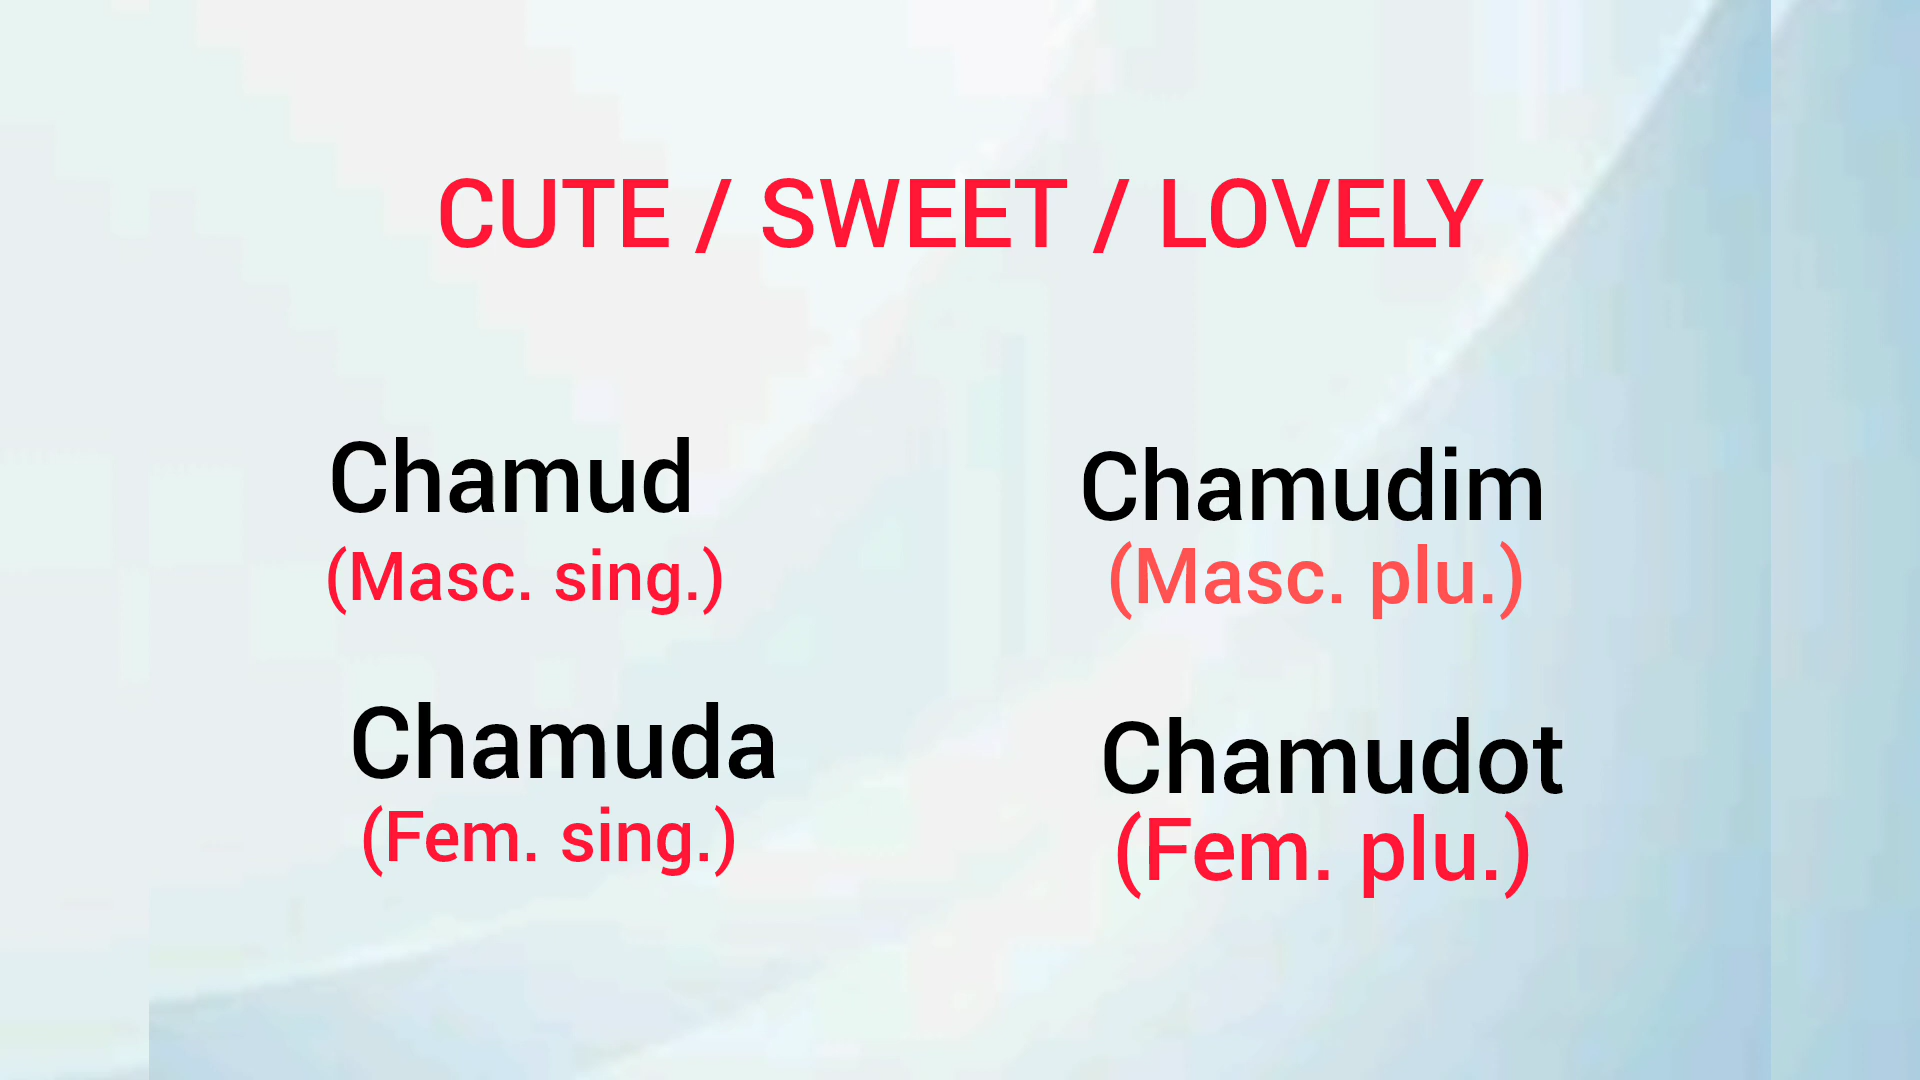 CUTE / SWEET / LOVELY
Chamud
(Masc. sing.)
Chamudim
(Masc. plu.)
Chamuda
(Fem. sing.)
Chamudot
(Fem. plu.)